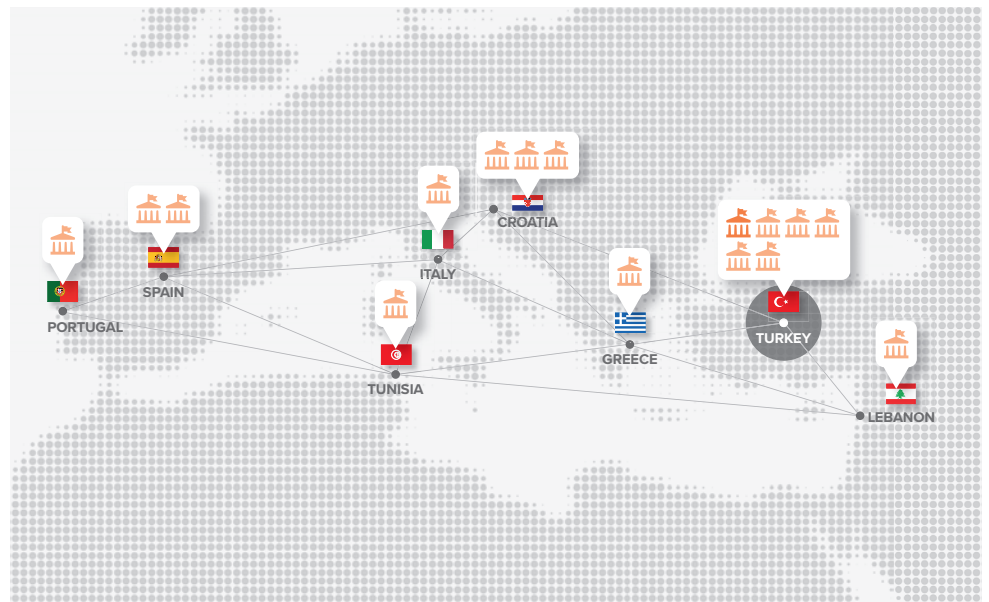 CROATIA
ITALY
SPAIN
PORTUGAL
TURKEY
GREECE
TUNISIA
LEBANON